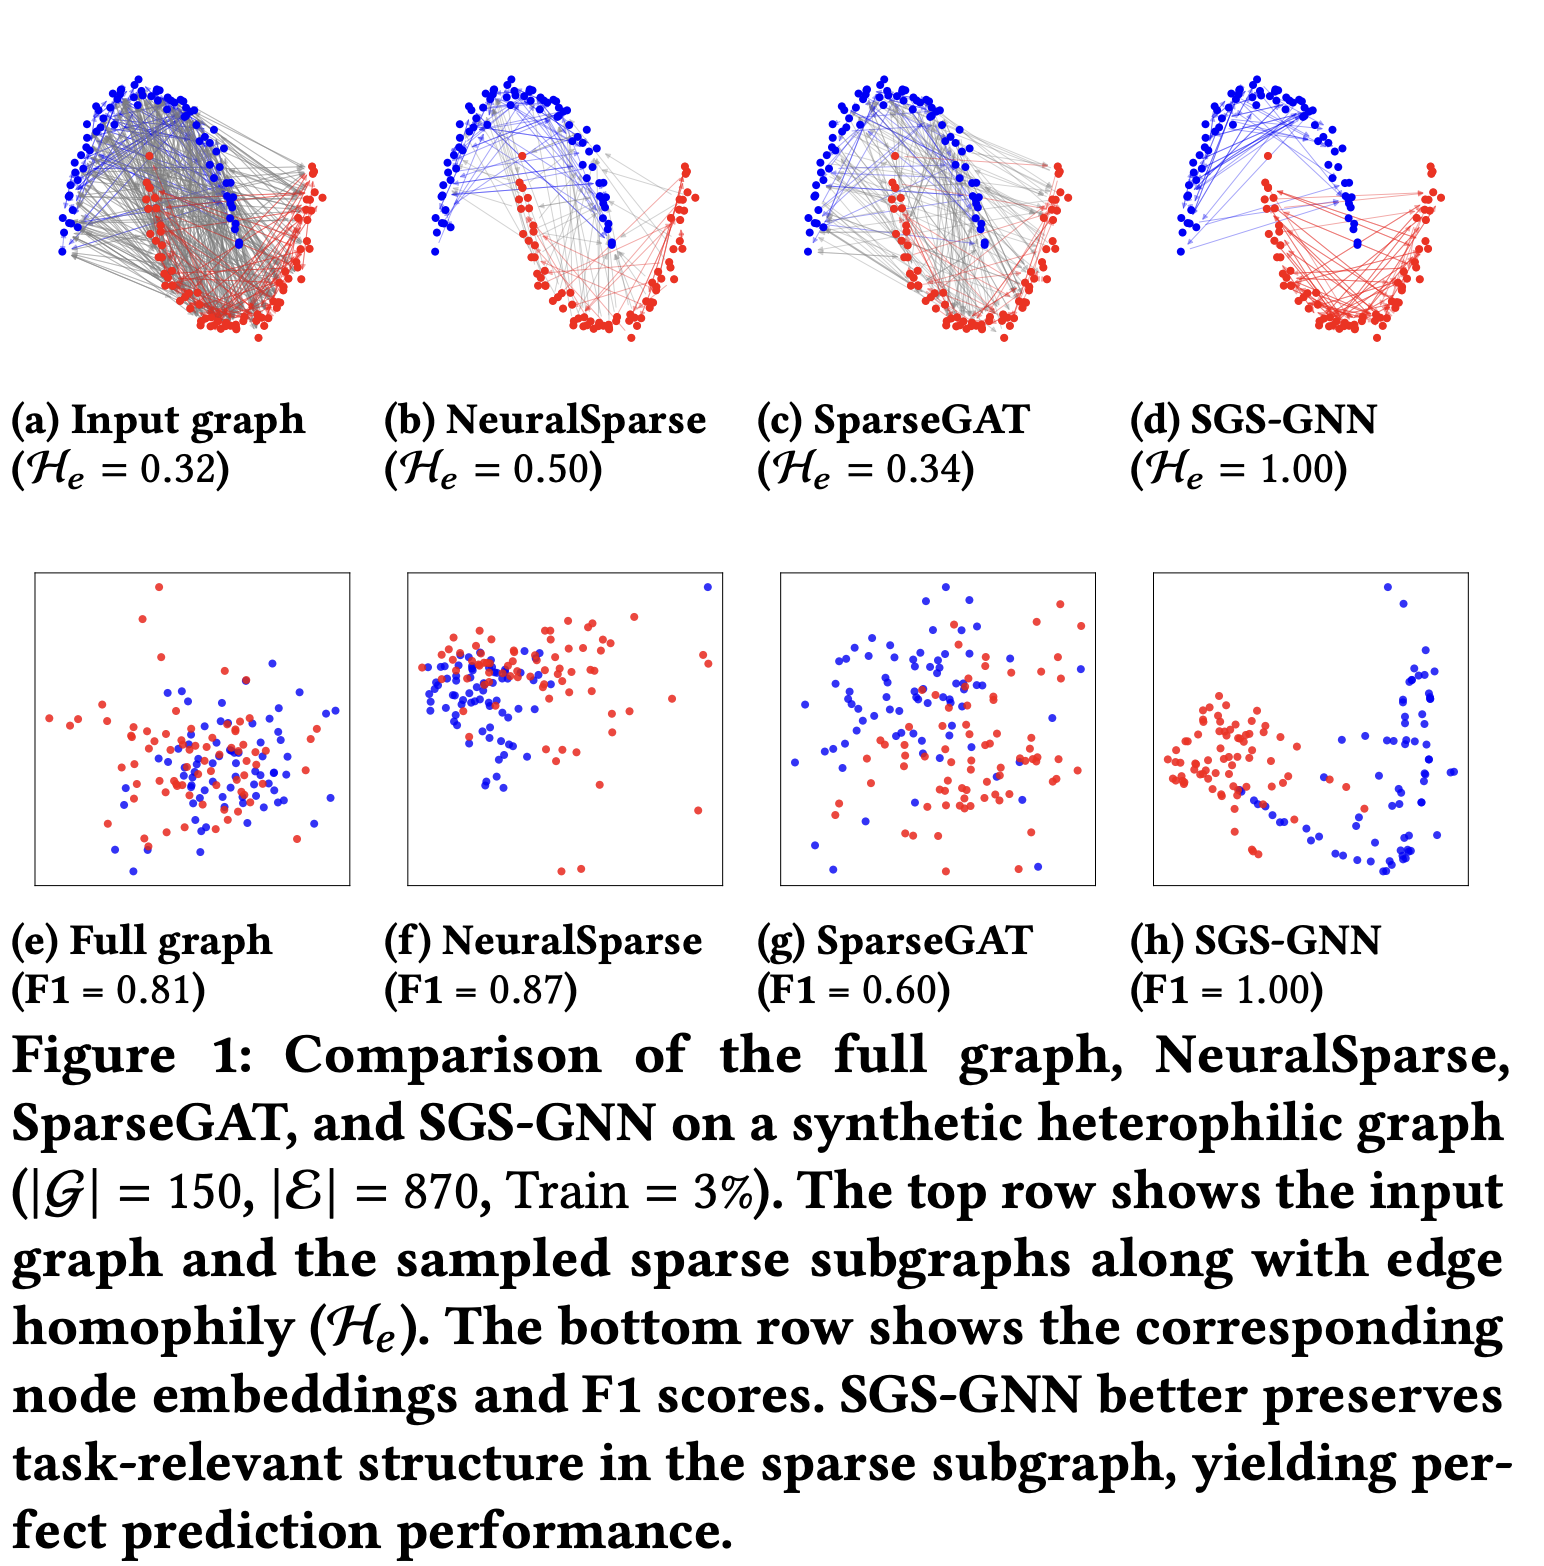 (a) Input graph
(ℋₑ = 0.32)
(b) NeuralSparse
(ℋₑ = 0.50)
(c) SparseGAT
(ℋₑ = 0.34)
(d) SGS-GNN
(ℋₑ = 1.00)
(e) Full graph
(F1 = 0.81)
(f) NeuralSparse
(F1 = 0.87)
(g) SparseGAT
(F1 = 0.60)
(h) SGS-GNN
(F1 = 1.00)
Figure 1: Comparison of the full graph, NeuralSparse,
SparseGAT, and SGS-GNN on a synthetic heterophilic graph
(|𝒢| = 150, |ℰ| = 870, Train = 3%). The top row shows the input
graph and the sampled sparse subgraphs along with edge
homophily (ℋₑ). The bottom row shows the corresponding
node embeddings and F1 scores. SGS-GNN better preserves
task-relevant structure in the sparse subgraph, yielding per-
fect prediction performance.